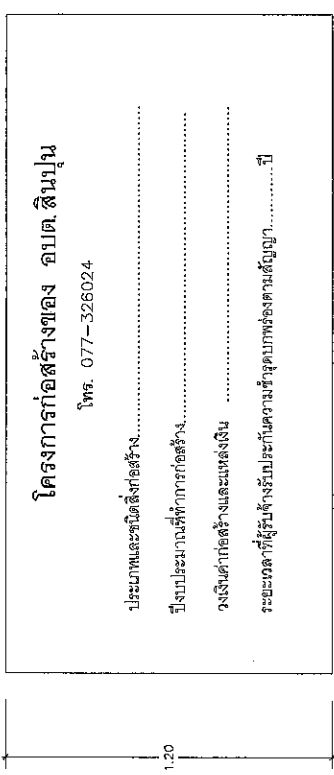 โครงการก่อสร้างของ อบต.สินปุน
โทร. 077-326024
ประเภทและชนิดสิ่งก่อสร้าง..............................................
ปีงบประมาณที่ทำการก่อสร้าง..............................................
วงเงินค่าก่อสร้างและแหล่งเงิน ..............................................
ระยะเวลาที่ผู้รับจ้างรับประกันความชำรุดบกพร่องตามสัญญา............ปี
1.20